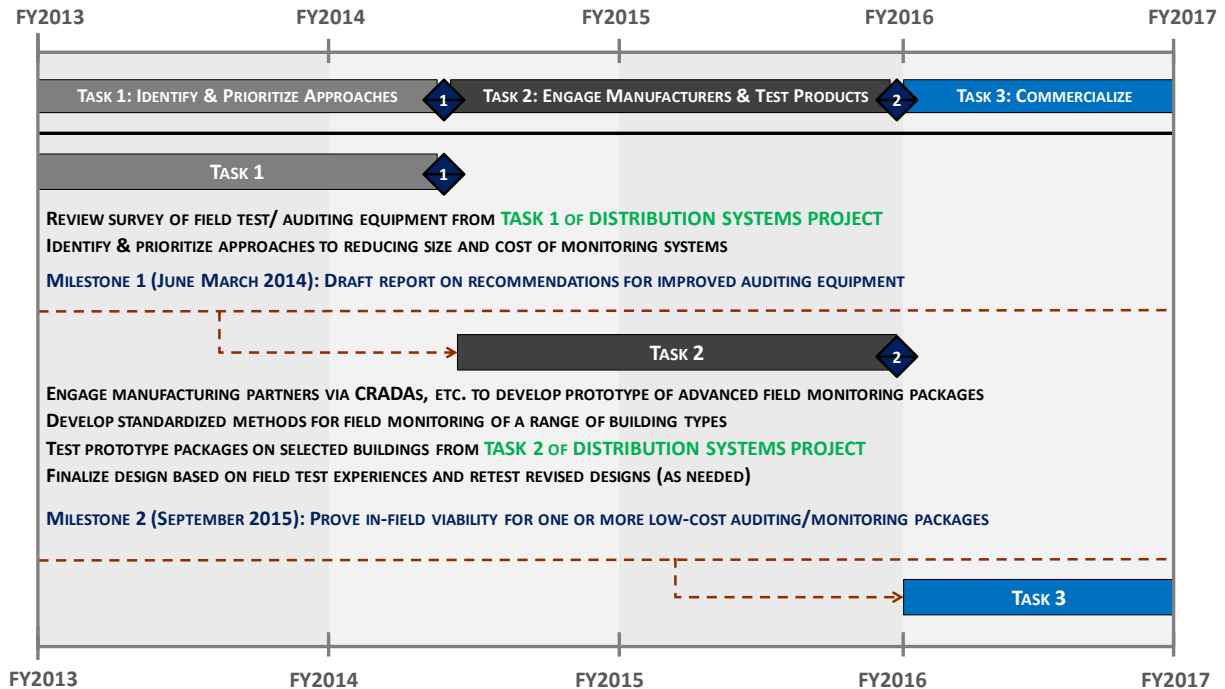 FY2013 FY2014 FY2015 FY2016 FY2017
Task 1: Identify & Prioritize Approaches 1 Task 2: Engage Manufacturers & Test Products 2 Task 3: Commercialize
Task 1 1
Review survey of field test/ auditing equipment from TASK 1 of DISTRIBUTION SYSTEMS PROJECT
Identify & prioritize approaches to reducing size and cost of monitoring systems
Milestone 1 (June March 2014): Draft report on recommendations for improved auditing equipment
Task 2 2
Engage manufacturing partners via CRADAs, etc. to develop prototype of advanced field monitoring packages
Develop standardized methods for field monitoring of a range of building types
Test prototype packages on selected buildings from TASK 2 of DISTRIBUTION SYSTEMS PROJECT
Finalize design based on field test experiences and retest revised designs (as needed)
Milestone 2 (September 2015): Prove in-field viability for one or more low-cost auditing/monitoring packages
Task 3
FY2013 FY2014 FY2015 FY2016 FY2017